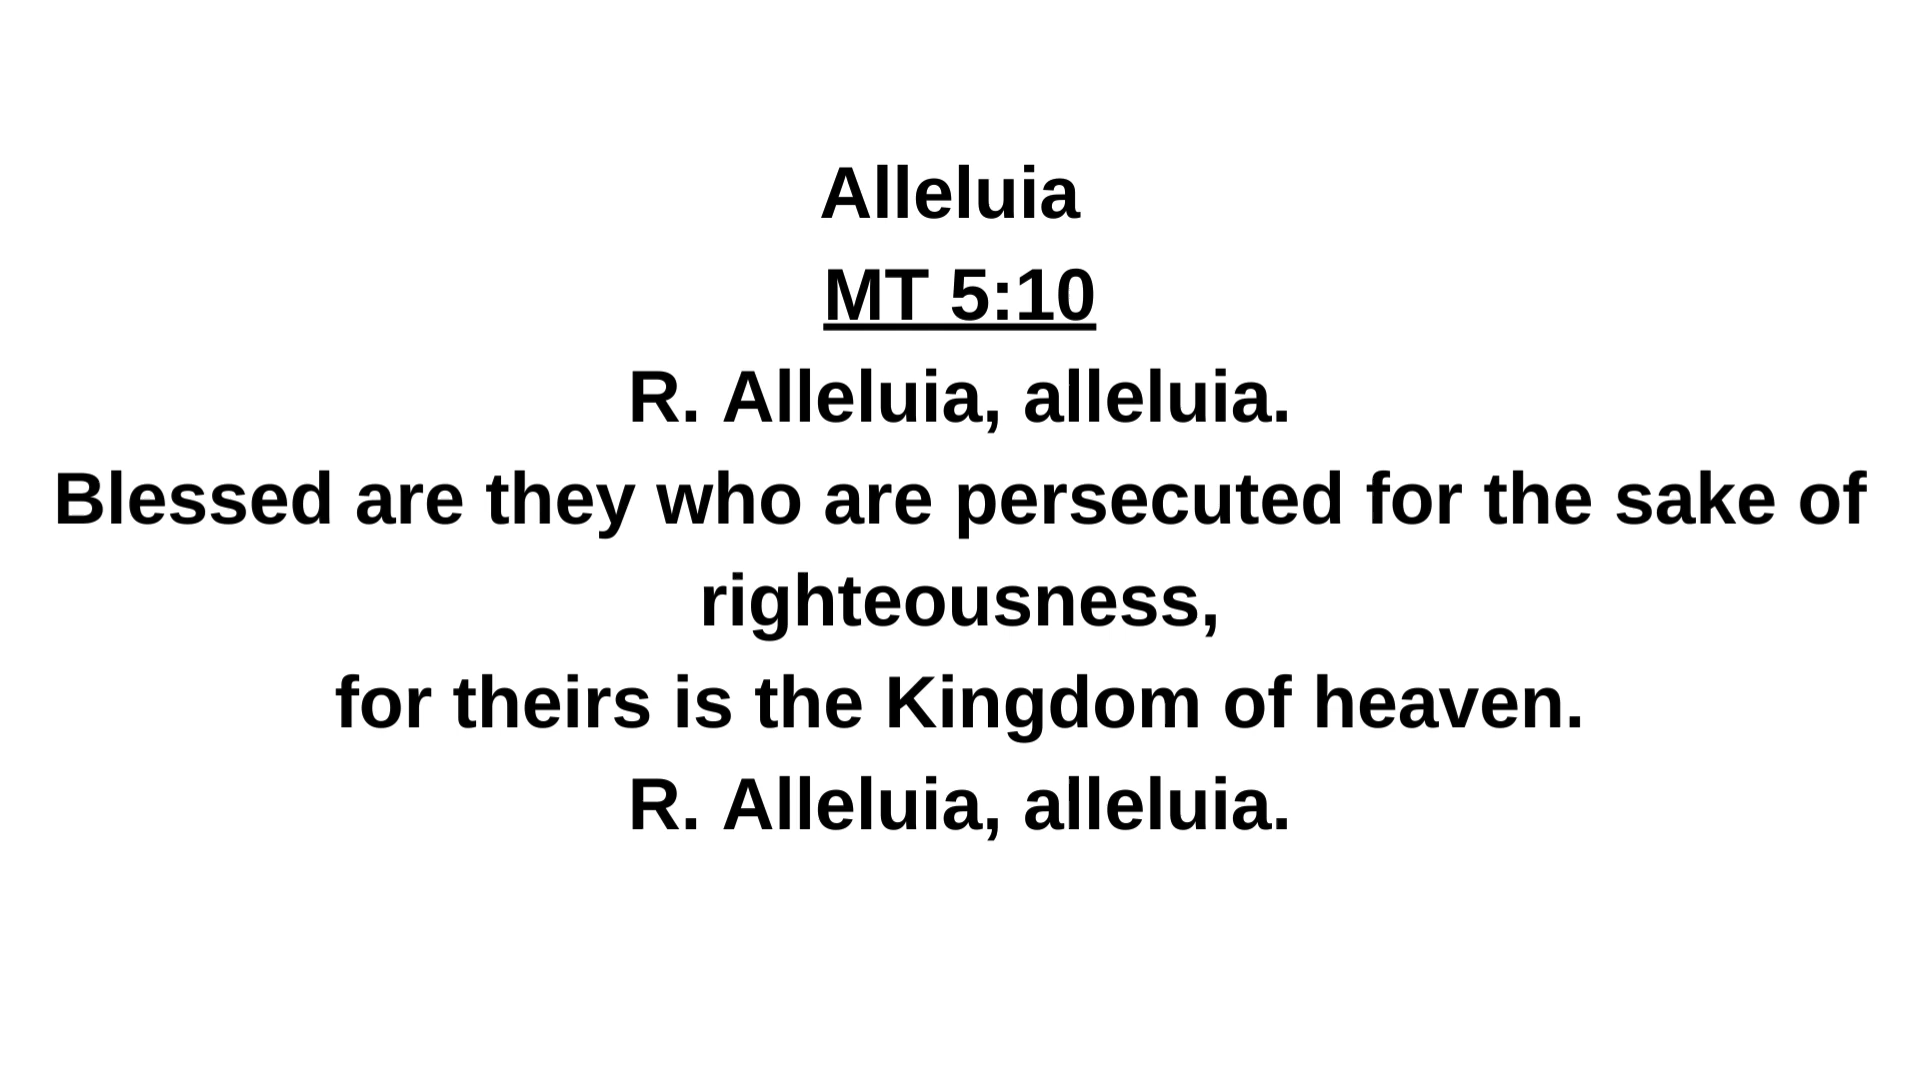 Alleluia
MT 5:10
R. Alleluia, alleluia.
Blessed are they who are persecuted for the sake of
righteousness,
for theirs is the Kingdom of heaven.
R. Alleluia, alleluia.